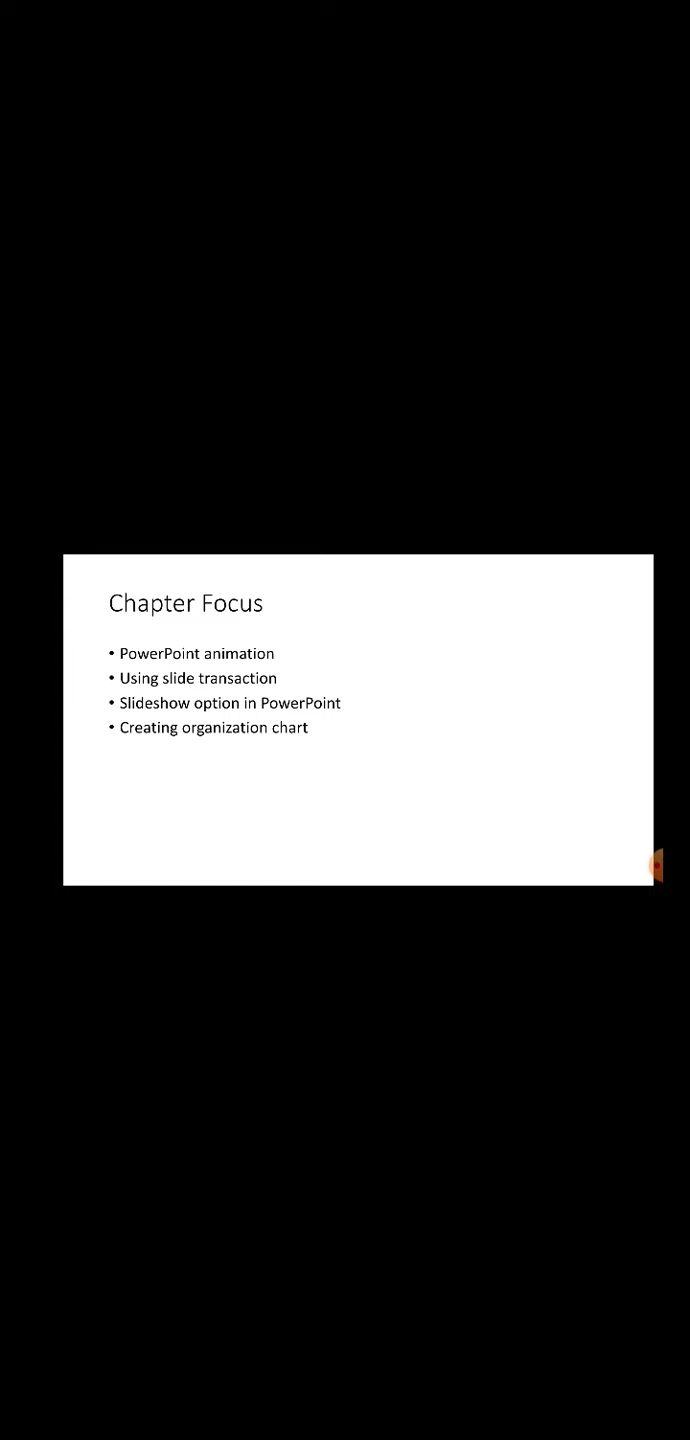 Chapter Focus
• PowerPoint animation
• Using slide transaction
• Slideshow option in PowerPoint
• Creating organization chart